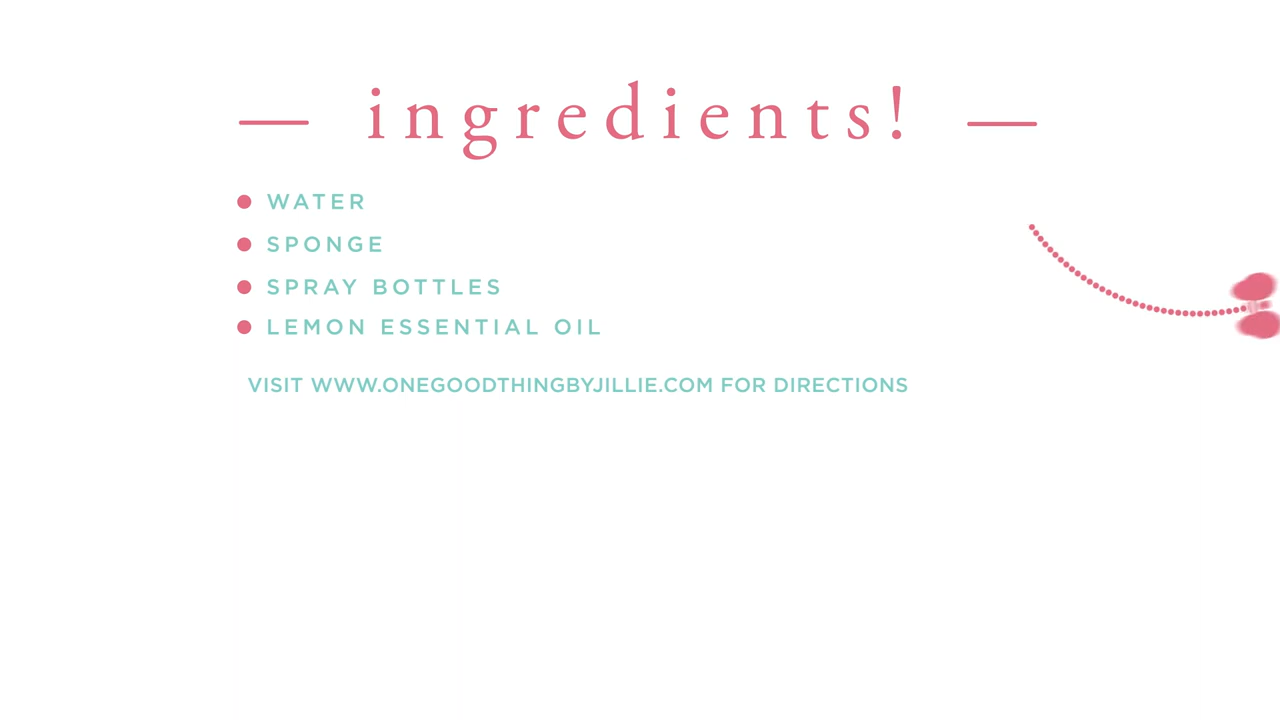 ingredients!
WATER
SPONGE
SPRAY BOTTLES
LEMON ESSENTIAL OIL
VISIT WWW.ONEGOODTHINGBYJILLIE.COM FOR DIRECTIONS